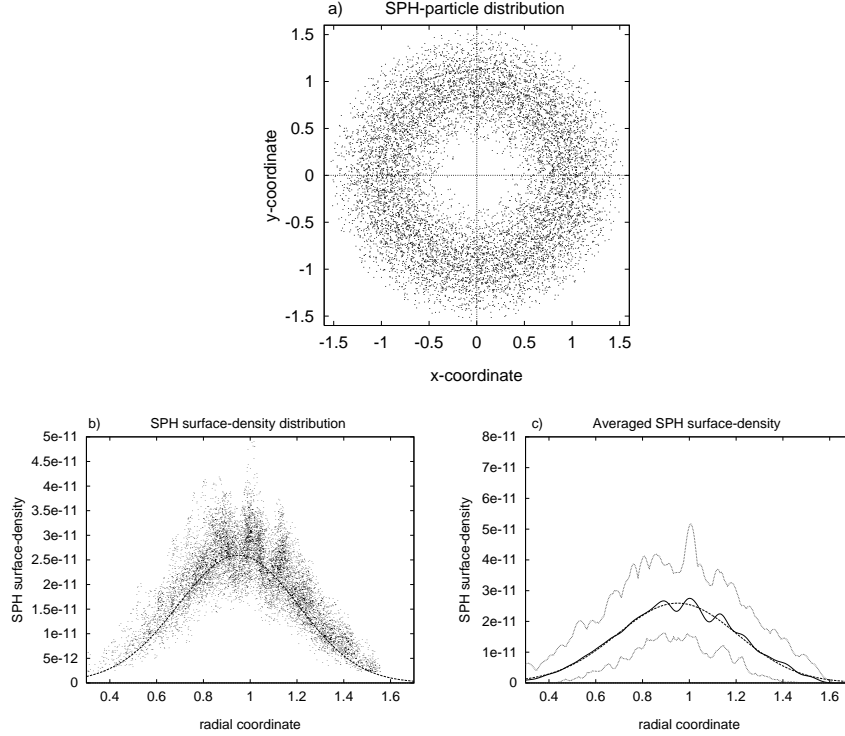 a) SPH-particle distribution
1.5
1
0.5
0
-0.5
-1
-1.5
y-coordinate
-1.5 -1 -0.5 0 0.5 1 1.5
x-coordinate
b) SPH surface-density distribution
5e-11
4.5e-11
4e-11
3.5e-11
3e-11
2.5e-11
2e-11
1.5e-11
1e-11
5e-12
0
SPH surface-density
0.4 0.6 0.8 1 1.2 1.4 1.6
radial coordinate
c) Averaged SPH surface-density
8e-11
7e-11
6e-11
5e-11
4e-11
3e-11
2e-11
1e-11
0
SPH surface-density
0.4 0.6 0.8 1 1.2 1.4 1.6
radial coordinate